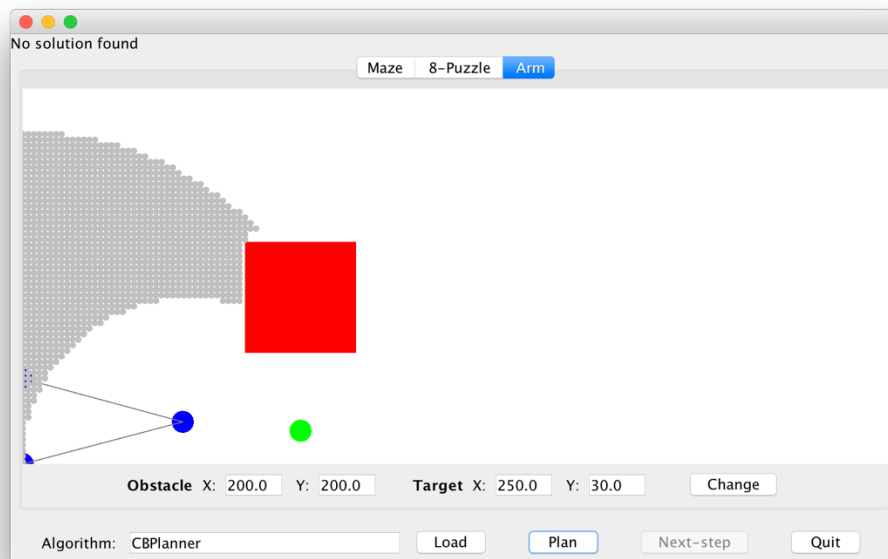 No solution found
Maze 8-Puzzle Arm
Obstacle X: 200.0 Y: 200.0 Target X: 250.0 Y: 30.0 Change
Algorithm: CBPlanner Load Plan Next-step Quit